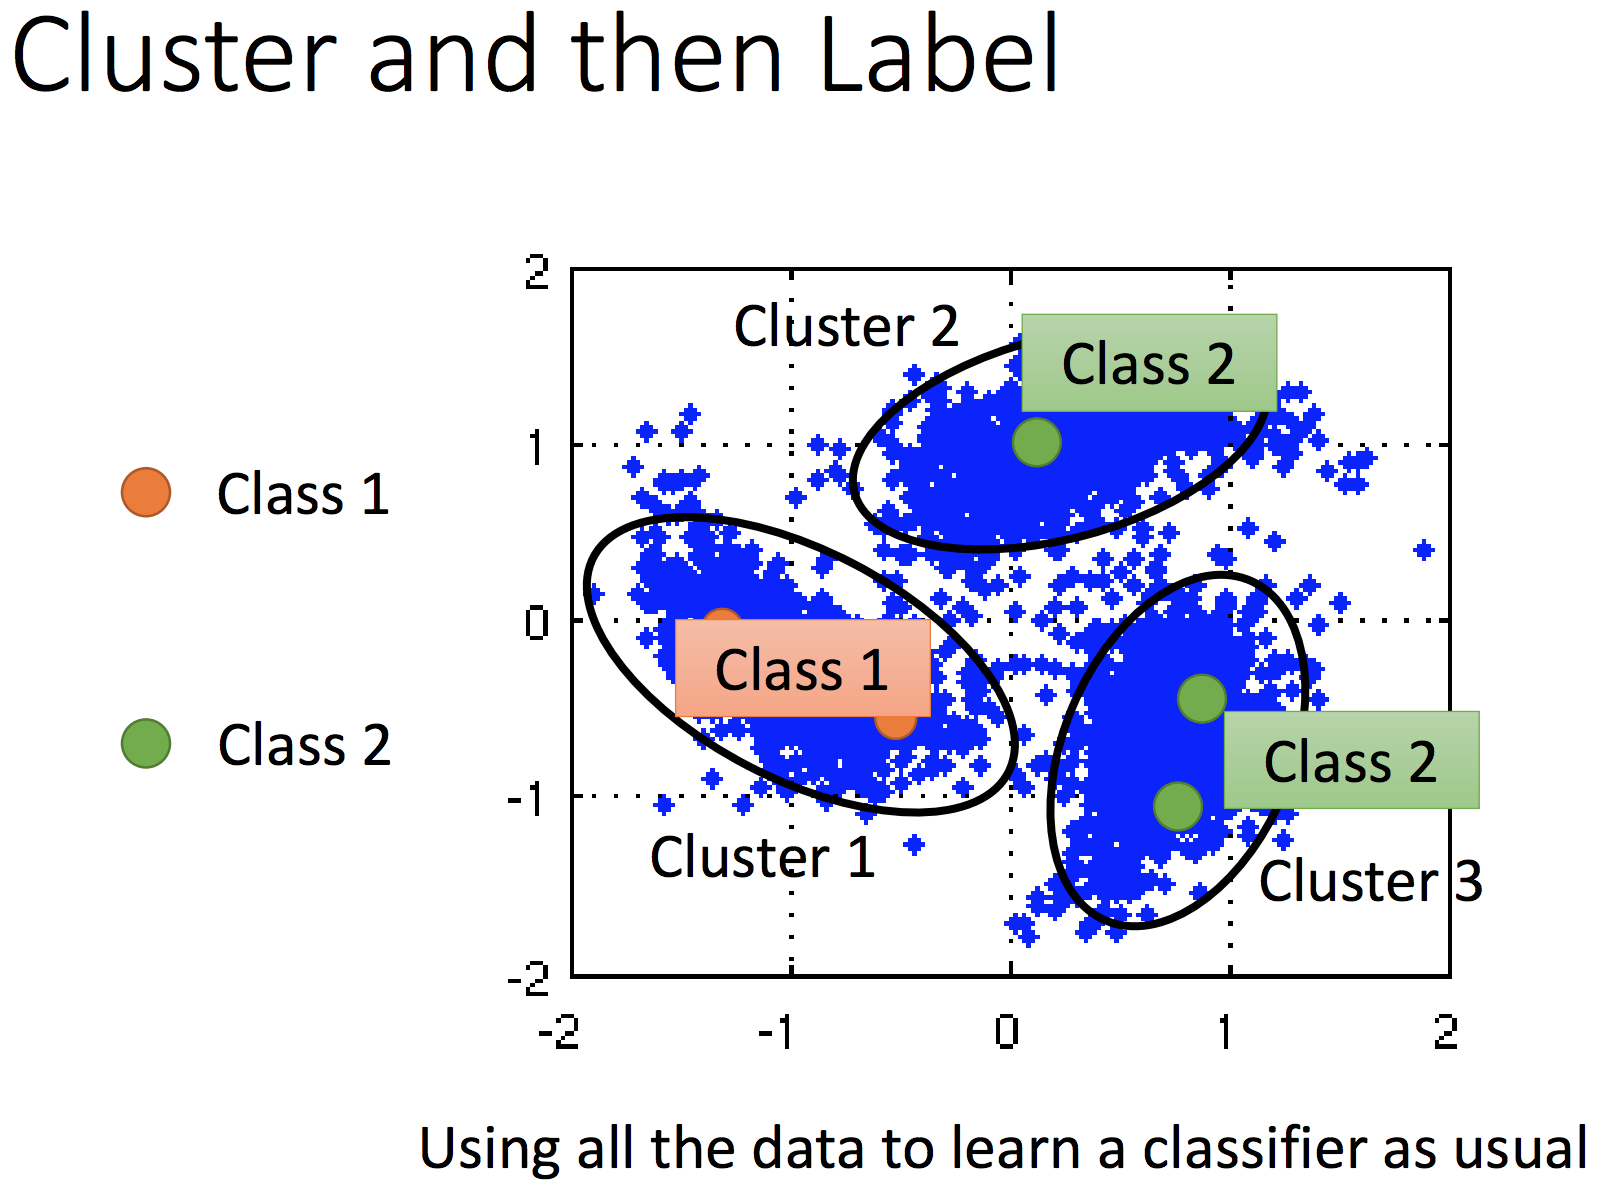 Cluster and then Label
2
Cluster 2
Class 2
1
Class 1
0
Class 1
Class 2
Class 2
-1
Cluster 1
Cluster 3
-2
-2 -1 0 1 2
Using all the data to learn a classifier as usual